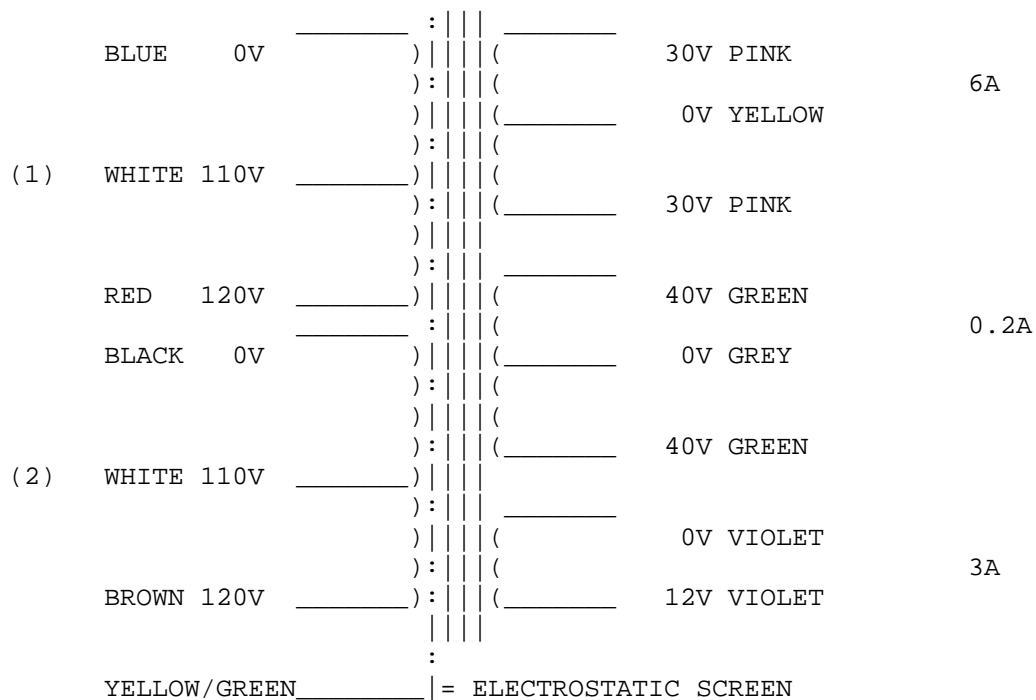 BLUE 0V 30V PINK
6A
0V YELLOW
(1) WHITE 110V
30V PINK
RED 120V 40V GREEN
0.2A
BLACK 0V 0V GREY
40V GREEN
(2) WHITE 110V
0V VIOLET
3A
BROWN 120V 12V VIOLET
YELLOW/GREEN = ELECTROSTATIC SCREEN